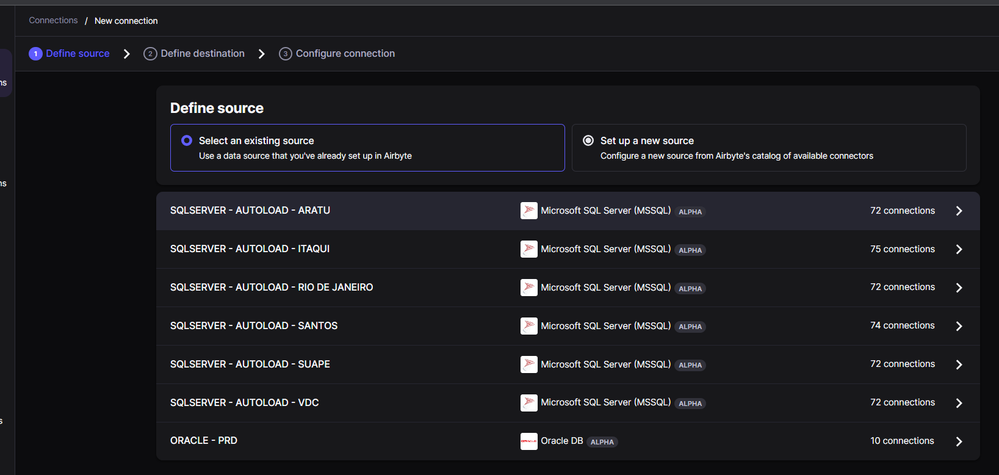 Connections / New connection
1 Define source 2 Define destination 3 Configure connection
ns
Define source
Select an existing source
Use a data source that you've already set up in Airbyte
Set up a new source
Configure a new source from Airbyte's catalog of available connectors
ns
SQLSERVER - AUTOLOAD - ARATU Microsoft SQL Server (MSSQL) ALPHA 72 connections
SQLSERVER - AUTOLOAD - ITAQUI Microsoft SQL Server (MSSQL) ALPHA 75 connections
SQLSERVER - AUTOLOAD - RIO DE JANEIRO Microsoft SQL Server (MSSQL) ALPHA 72 connections
SQLSERVER - AUTOLOAD - SANTOS Microsoft SQL Server (MSSQL) ALPHA 74 connections
SQLSERVER - AUTOLOAD - SUAPE Microsoft SQL Server (MSSQL) ALPHA 72 connections
SQLSERVER - AUTOLOAD - VDC Microsoft SQL Server (MSSQL) ALPHA 72 connections
s
ORACLE - PRD ORACLE Oracle DB ALPHA 10 connections